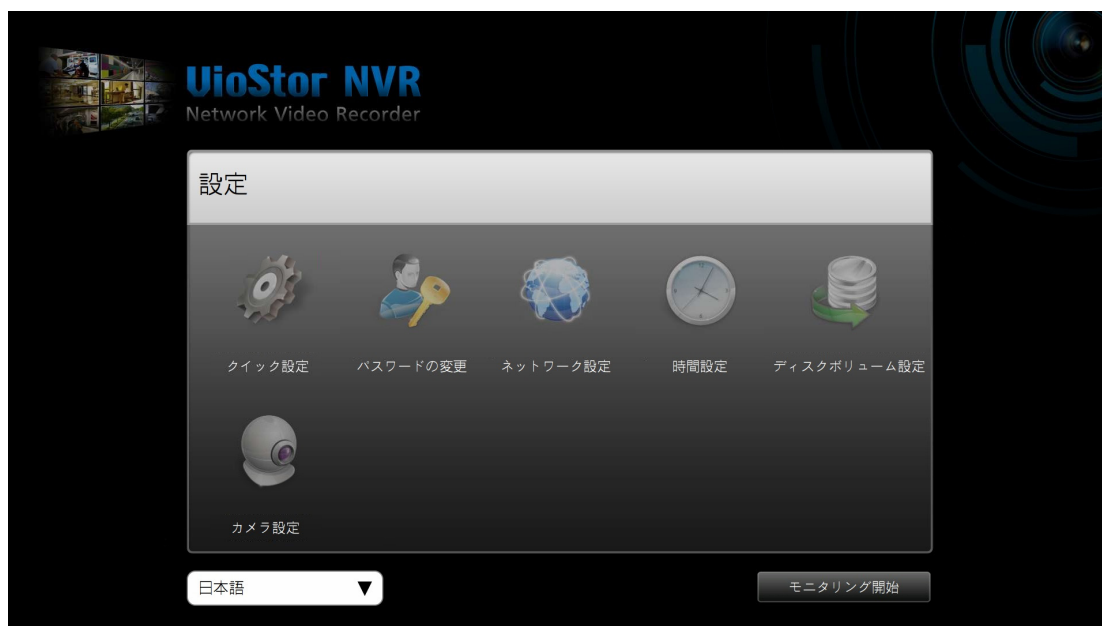 VioStor NVR
Network Video Recorder
設定
クイック設定
パスワードの変更
ネットワーク設定
時間設定
ディスクボリューム設定
カメラ設定
日本語 ▼
モニタリング開始